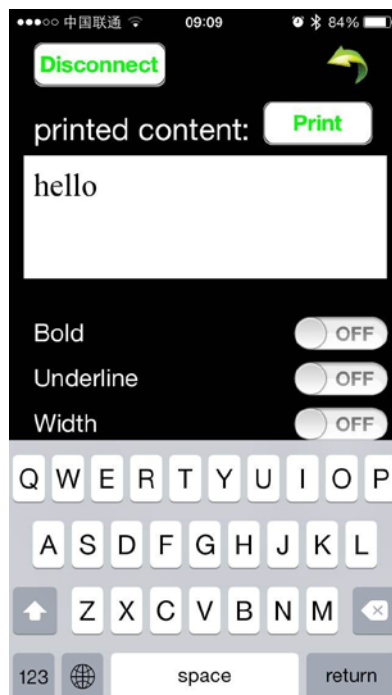 中国联通 09:09 84%
Disconnect
printed content: Print
hello
Bold OFF
Underline OFF
Width OFF
Q W E R T Y U I O P
A S D F G H J K L
Z X C V B N M
123 space return